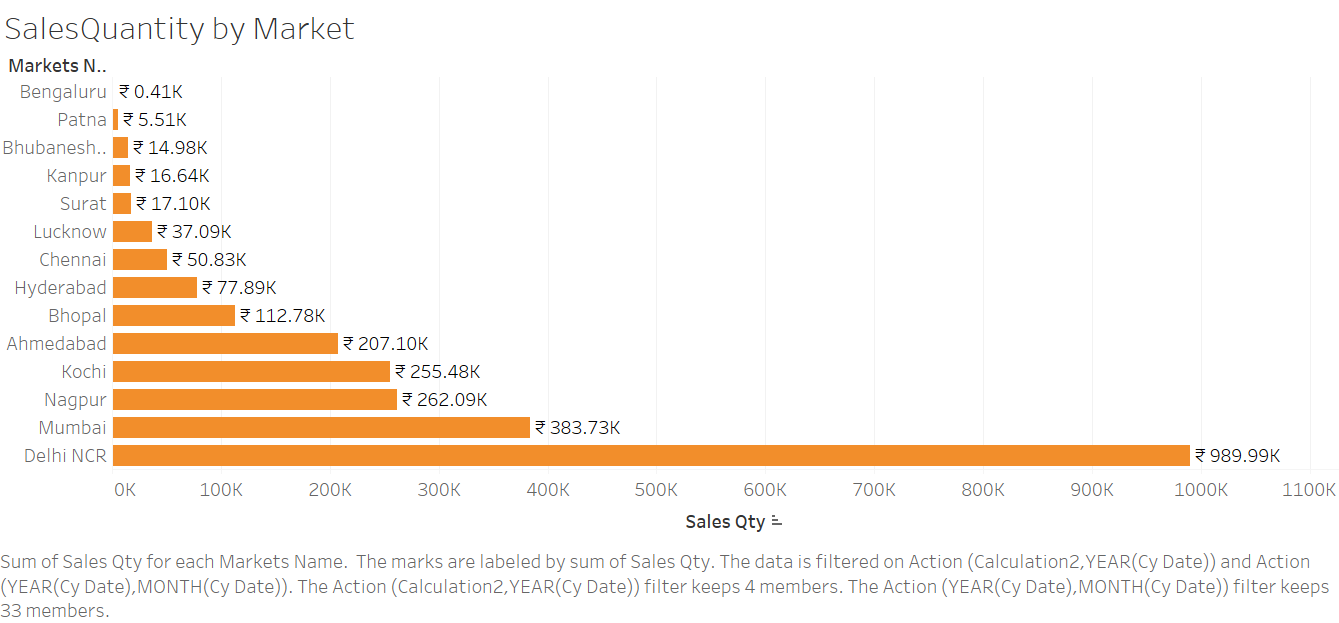 SalesQuantity by Market
Markets N..
Bengaluru ₹ 0.41K
Patna ₹ 5.51K
Bhubanesh.. ₹ 14.98K
Kanpur ₹ 16.64K
Surat ₹ 17.10K
Lucknow ₹ 37.09K
Chennai ₹ 50.83K
Hyderabad ₹ 77.89K
Bhopal ₹ 112.78K
Ahmedabad ₹ 207.10K
Kochi ₹ 255.48K
Nagpur ₹ 262.09K
Mumbai ₹ 383.73K
Delhi NCR ₹ 989.99K
0K 100K 200K 300K 400K 500K 600K 700K 800K 900K 1000K 1100K
Sales Qty
Sum of Sales Qty for each Markets Name.  The marks are labeled by sum of Sales Qty. The data is filtered on Action (Calculation2,YEAR(Cy Date)) and Action
(YEAR(Cy Date),MONTH(Cy Date)). The Action (Calculation2,YEAR(Cy Date)) filter keeps 4 members. The Action (YEAR(Cy Date),MONTH(Cy Date)) filter keeps
33 members.